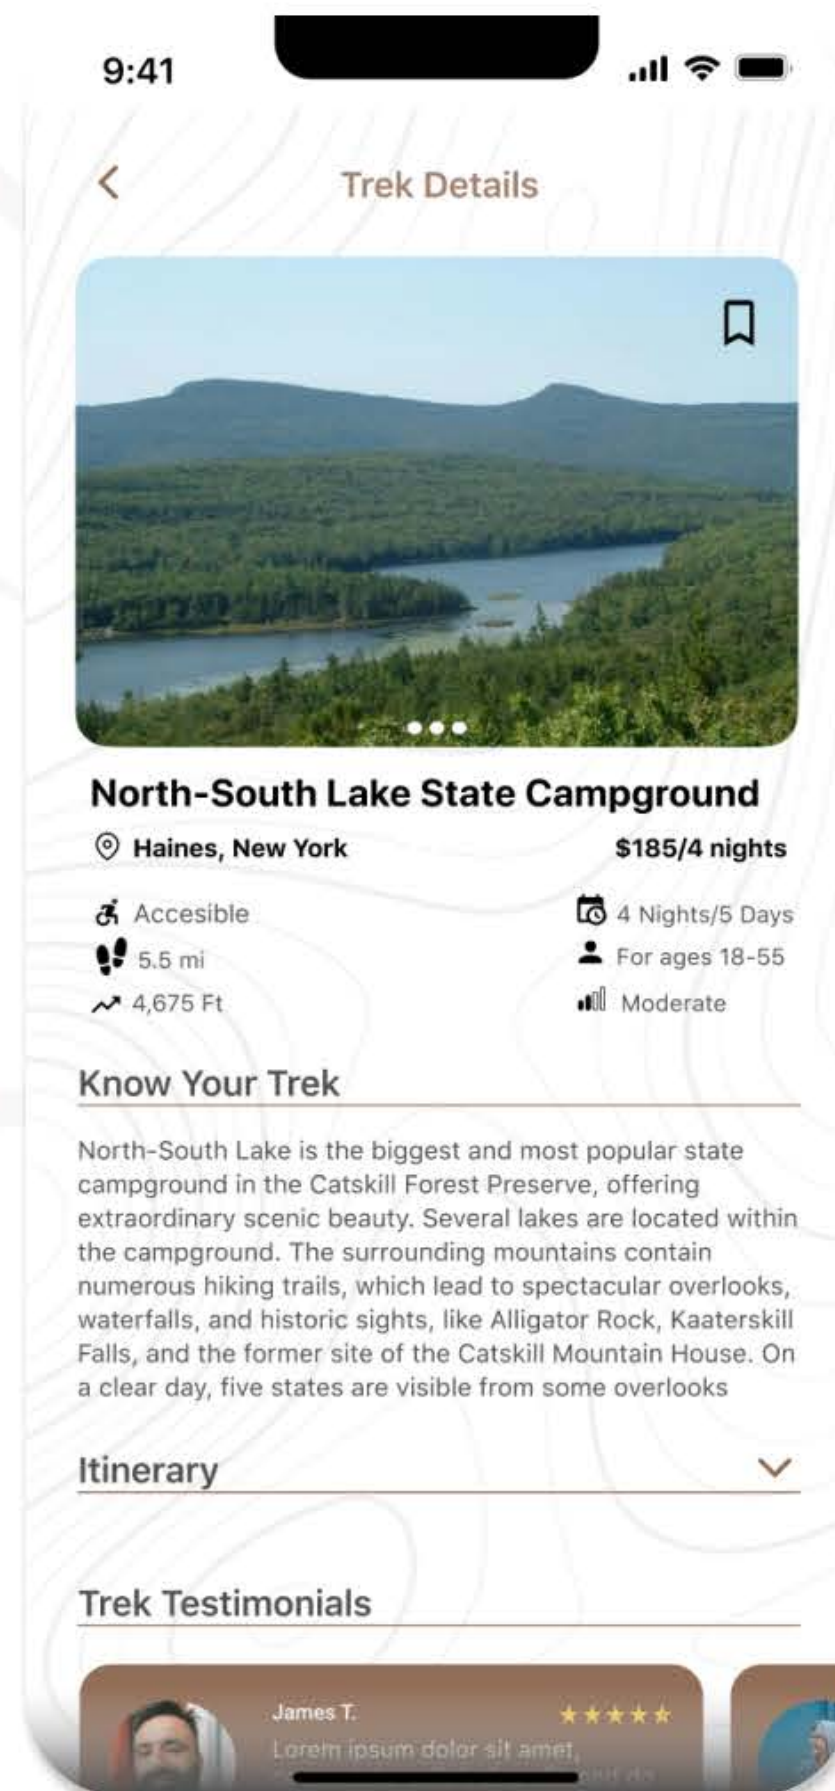 9:41
Trek Details
North-South Lake State Campground
Haines, New York
$185/4 nights
Accesible
4 Nights/5 Days
5.5 mi
For ages 18-55
4,675 Ft
Moderate
Know Your Trek
North-South Lake is the biggest and most popular state
campground in the Catskill Forest Preserve, offering
extraordinary scenic beauty. Several lakes are located within
the campground. The surrounding mountains contain
numerous hiking trails, which lead to spectacular overlooks,
waterfalls, and historic sights, like Alligator Rock, Kaaterskill
Falls, and the former site of the Catskill Mountain House. On
a clear day, five states are visible from some overlooks
Itinerary
Trek Testimonials
James T.
Lorem ipsum dolor sit amet,